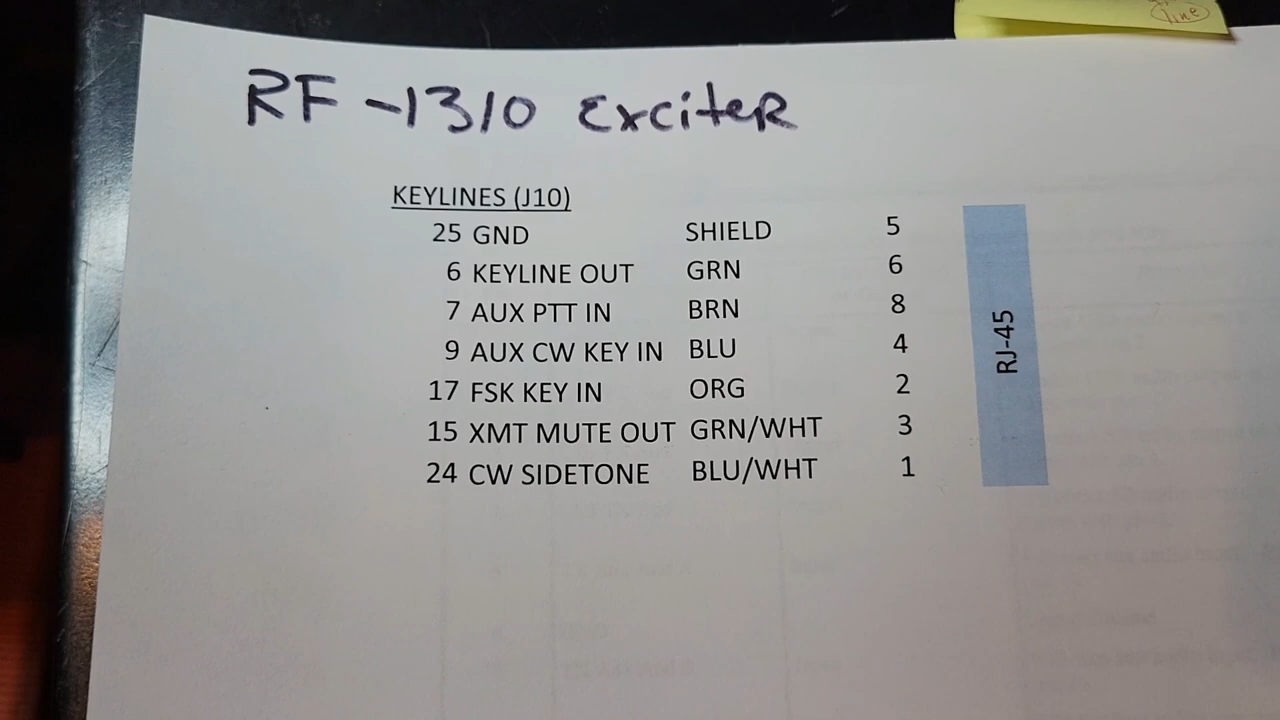 line
RF-1310 Exciter
KEYLINES (J10)
25 GND SHIELD 5
6 KEYLINE OUT GRN 6
7 AUX PTT IN BRN 8
9 AUX CW KEY IN BLU 4
17 FSK KEY IN ORG 2
15 XMT MUTE OUT GRN/WHT 3
24 CW SIDETONE BLU/WHT 1
RJ-45